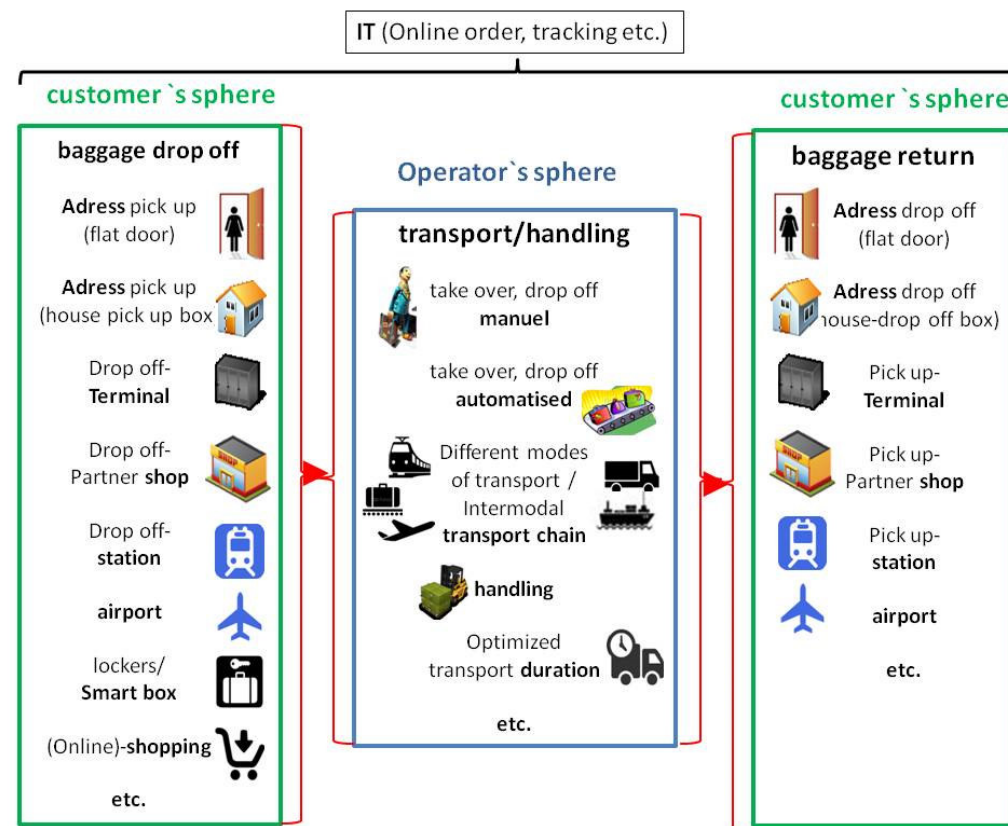 IT (Online order, tracking etc.)
customer `s sphere
baggage drop off
Adress pick up
(flat door)
Adress pick up
(house pick up box
Drop off-
Terminal
Drop off-
Partner shop
SHOP
Drop off-
station
airport
lockers/
Smart box
(Online)-shopping
etc.
Operator`s sphere
transport/handling
take over, drop off
manuel
take over, drop off
automatised
Different modes
of transport /
Intermodal
transport chain
handling
Optimized
transport duration
etc.
customer `s sphere
baggage return
Adress drop off
(flat door)
Adress drop off
ouse-drop off box)
Pick up-
Terminal
Pick up-
Partner shop
SHOP
Pick up-
station
airport
etc.